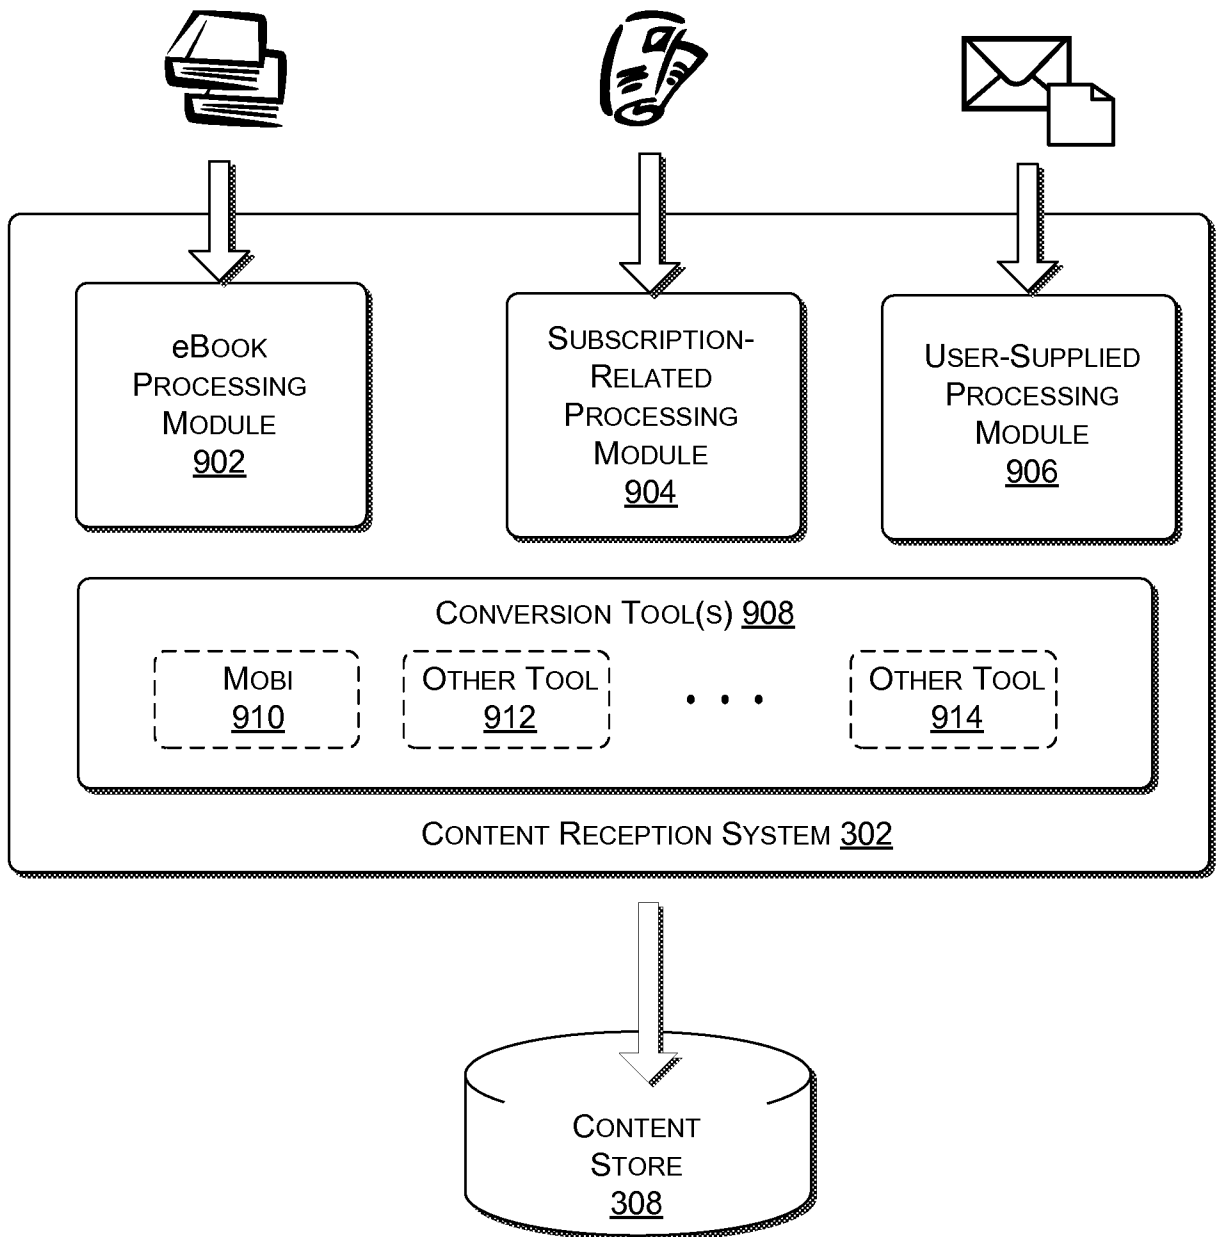 eBOOK
PROCESSING
MODULE
902
SUBSCRIPTION-
RELATED
PROCESSING
MODULE
904
USER-SUPPLIED
PROCESSING
MODULE
906
CONVERSION TOOL(S) 908
MOBI
910
OTHER TOOL
912
. . .
OTHER TOOL
914
CONTENT RECEPTION SYSTEM 302
CONTENT
STORE
308